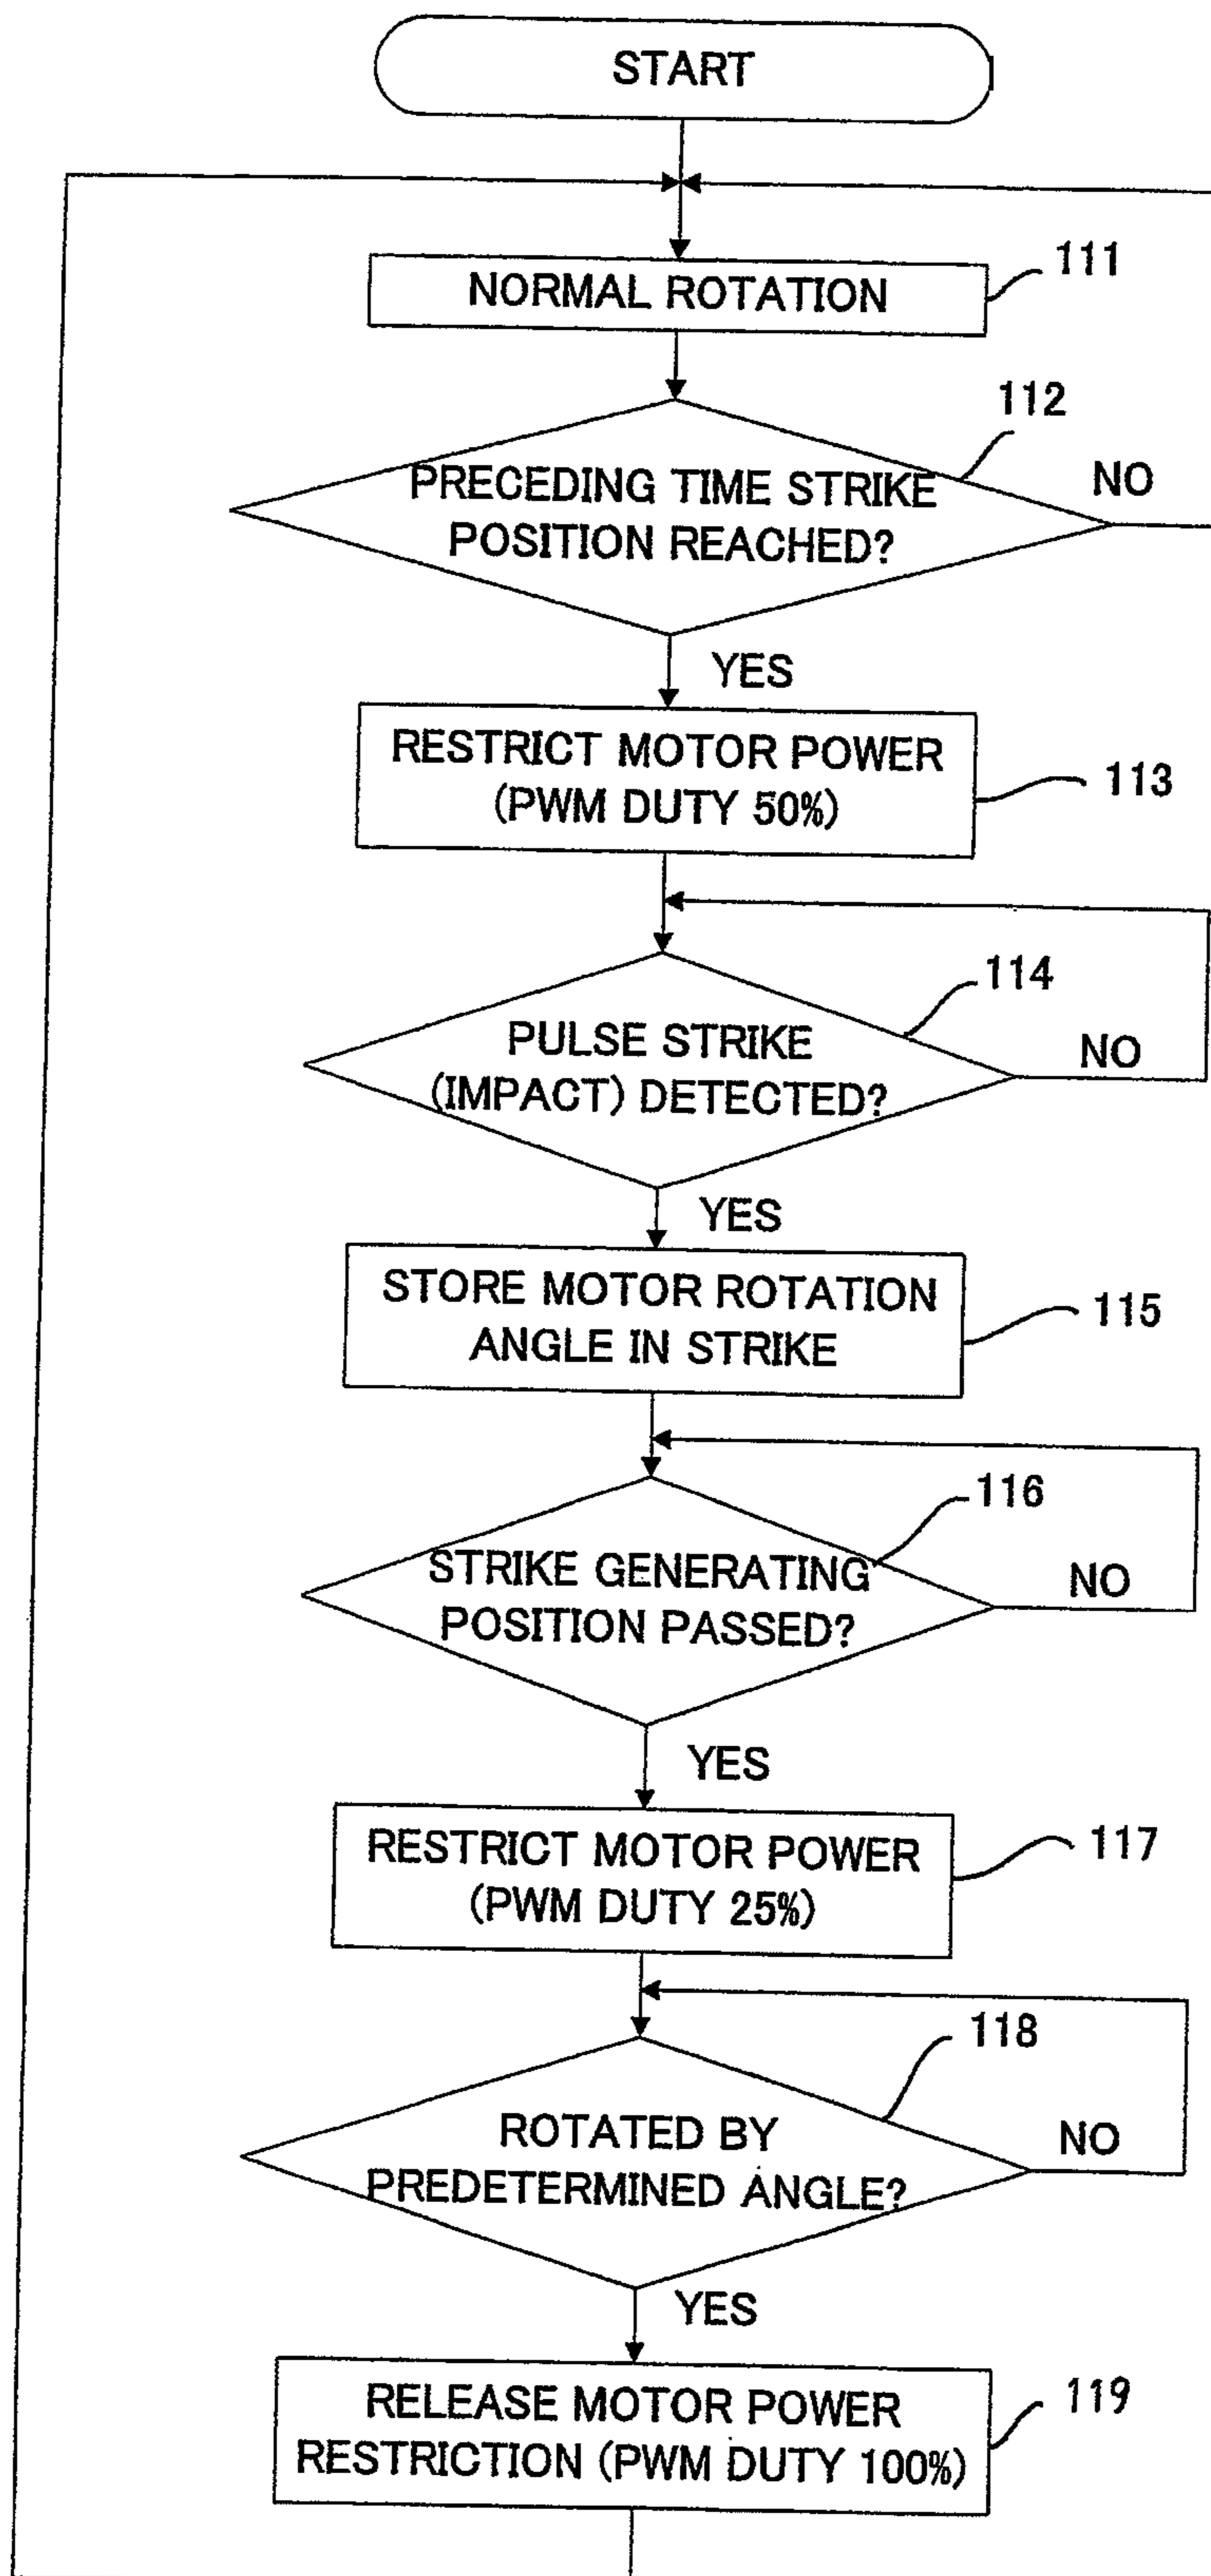 START
NORMAL ROTATION
111
112
PRECEDING TIME STRIKE
POSITION REACHED?
NO
YES
RESTRICT MOTOR POWER
(PWM DUTY 50%)
113
114
PULSE STRIKE
(IMPACT) DETECTED?
NO
YES
STORE MOTOR ROTATION
ANGLE IN STRIKE
115
116
STRIKE GENERATING
POSITION PASSED?
NO
YES
RESTRICT MOTOR POWER
(PWM DUTY 25%)
117
118
ROTATED BY
PREDETERMINED ANGLE?
NO
YES
RELEASE MOTOR POWER
RESTRICTION (PWM DUTY 100%)
119